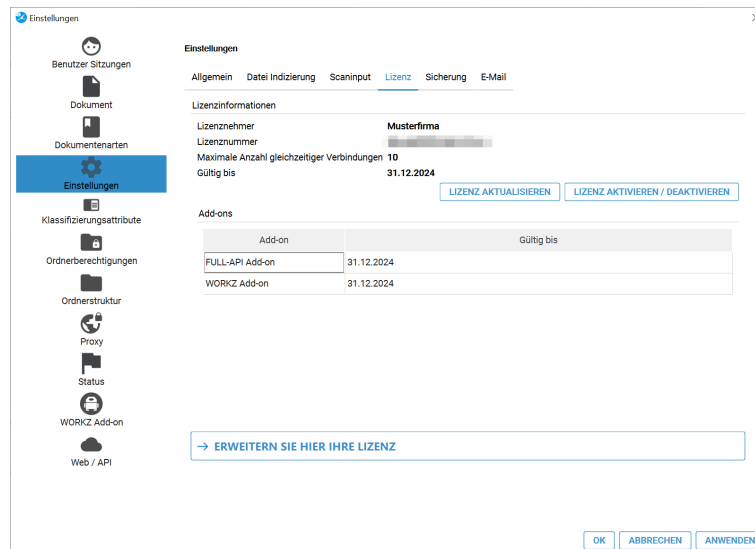 Einstellungen
Benutzer Sitzungen
Dokument
Dokumentenarten
Einstellungen
Klassifizierungsattribute
Ordnerberechtigungen
Ordnerstruktur
Proxy
Status
WORKZ Add-on
Web / API
Einstellungen
Allgemein Datei Indizierung Scaninput Lizenz Sicherung E-Mail
Lizenzinformationen
Lizenznehmer Musterfirma
Lizenznummer
Maximale Anzahl gleichzeitiger Verbindungen 10
Gültig bis 31.12.2024
LIZENZ AKTUALISIEREN LIZENZ AKTIVIEREN / DEAKTIVIEREN
Add-ons
Add-on Gültig bis
FULL-API Add-on 31.12.2024
WORKZ Add-on 31.12.2024
→ ERWEITERN SIE HIER IHRE LIZENZ
OK ABBRECHEN ANWENDEN